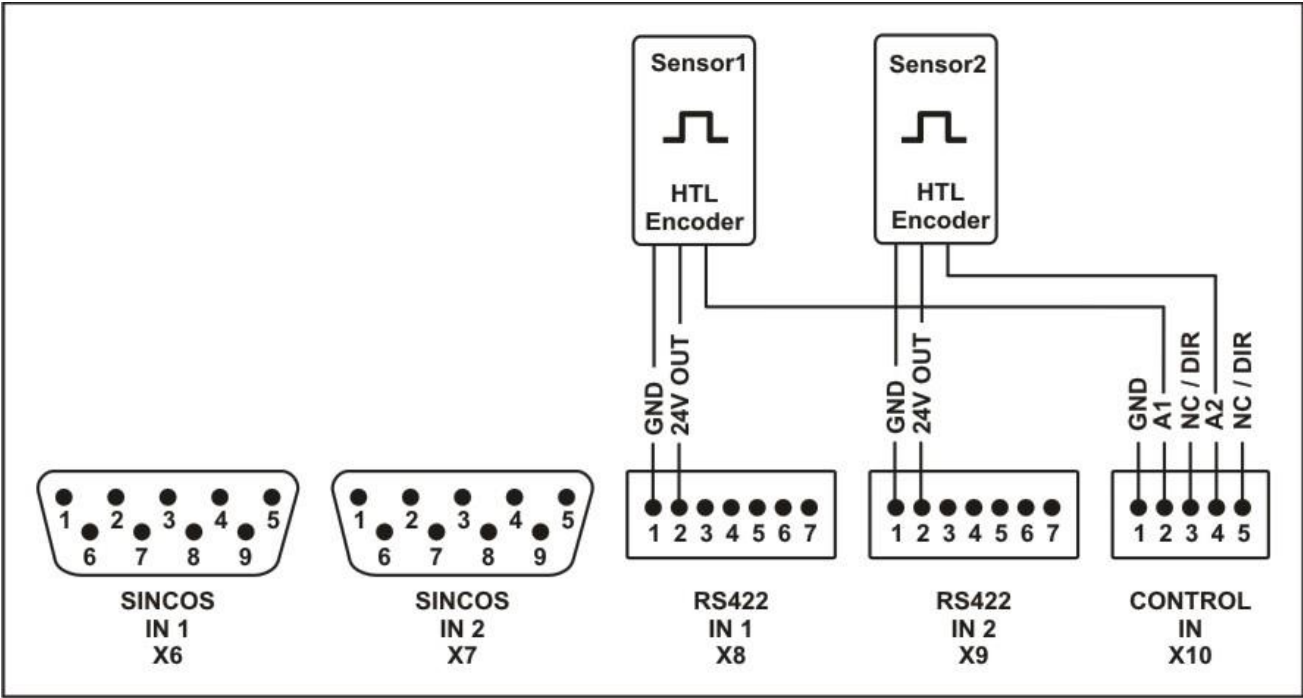 Sensor1
HTL
Encoder
Sensor2
HTL
Encoder
GND
24V OUT
GND
24V OUT
GND
A1
NC / DIR
A2
NC / DIR
1 2 3 4 5
6 7 8 9
SINCOS
IN 1
X6
1 2 3 4 5
6 7 8 9
SINCOS
IN 2
X7
1 2 3 4 5 6 7
RS422
IN 1
X8
1 2 3 4 5 6 7
RS422
IN 2
X9
1 2 3 4 5
CONTROL
IN
X10